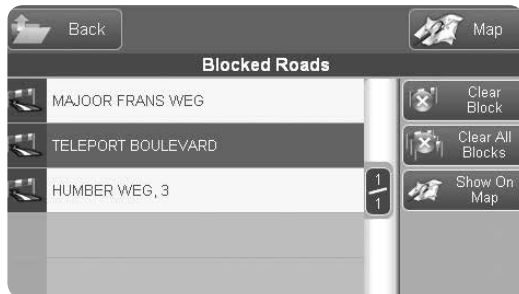 Back
Map
Blocked Roads
MAJOOR FRANS WEG
TELEPORT BOULEVARD
HUMBER WEG, 3
1
1
Clear
Block
Clear All
Blocks
Show On
Map